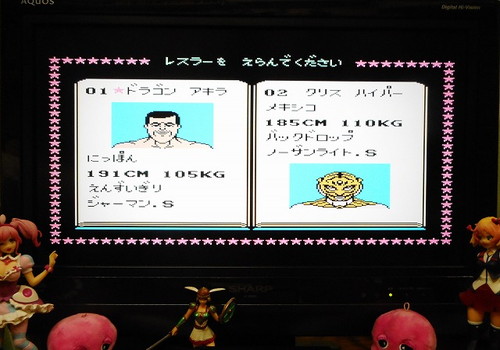 AQUOS
レスラーを えらんでください
01 ★ドラゴン アキラ
にっぽん
191CM 105KG
えんずいぎり
ジャーマン.S
02 クリス ハイパー
メキシコ
185CM 110KG
バックドロップ
ノーザンライト.S
SHARP